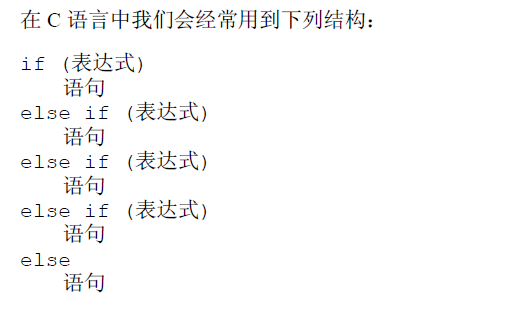 在 C 语言中我们会经常用到下列结构：
if (表达式)
语句
else if (表达式)
语句
else if (表达式)
语句
else if (表达式)
语句
else
语句